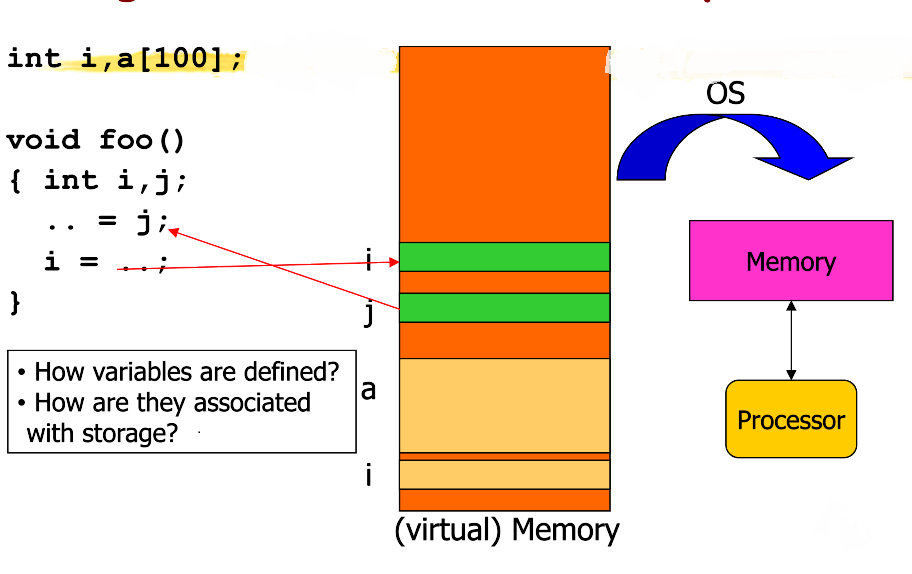 int i,a[100];
void foo()
{ int i,j;
.. = j;
i = ..;
}
• How variables are defined?
• How are they associated
with storage?
i
j
a
i
(virtual) Memory
OS
Memory
Processor